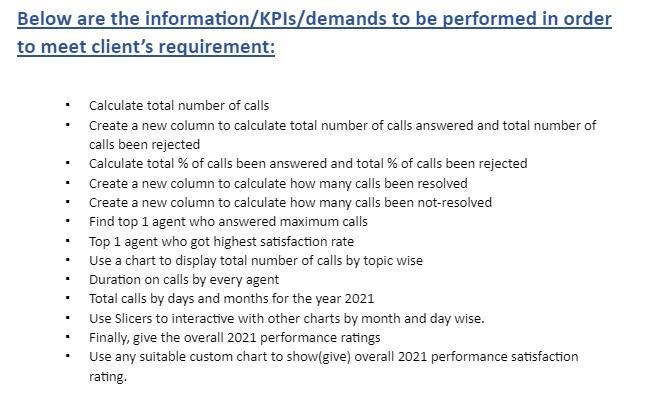 Below are the information/KPIs/demands to be performed in order
to meet client's requirement:
▪ Calculate total number of calls
▪ Create a new column to calculate total number of calls answered and total number of
calls been rejected
▪ Calculate total % of calls been answered and total % of calls been rejected
▪ Create a new column to calculate how many calls been resolved
▪ Create a new column to calculate how many calls been not-resolved
▪ Find top 1 agent who answered maximum calls
▪ Top 1 agent who got highest satisfaction rate
▪ Use a chart to display total number of calls by topic wise
▪ Duration on calls by every agent
▪ Total calls by days and months for the year 2021
▪ Use Slicers to interactive with other charts by month and day wise.
▪ Finally, give the overall 2021 performance ratings
▪ Use any suitable custom chart to show(give) overall 2021 performance satisfaction
rating.